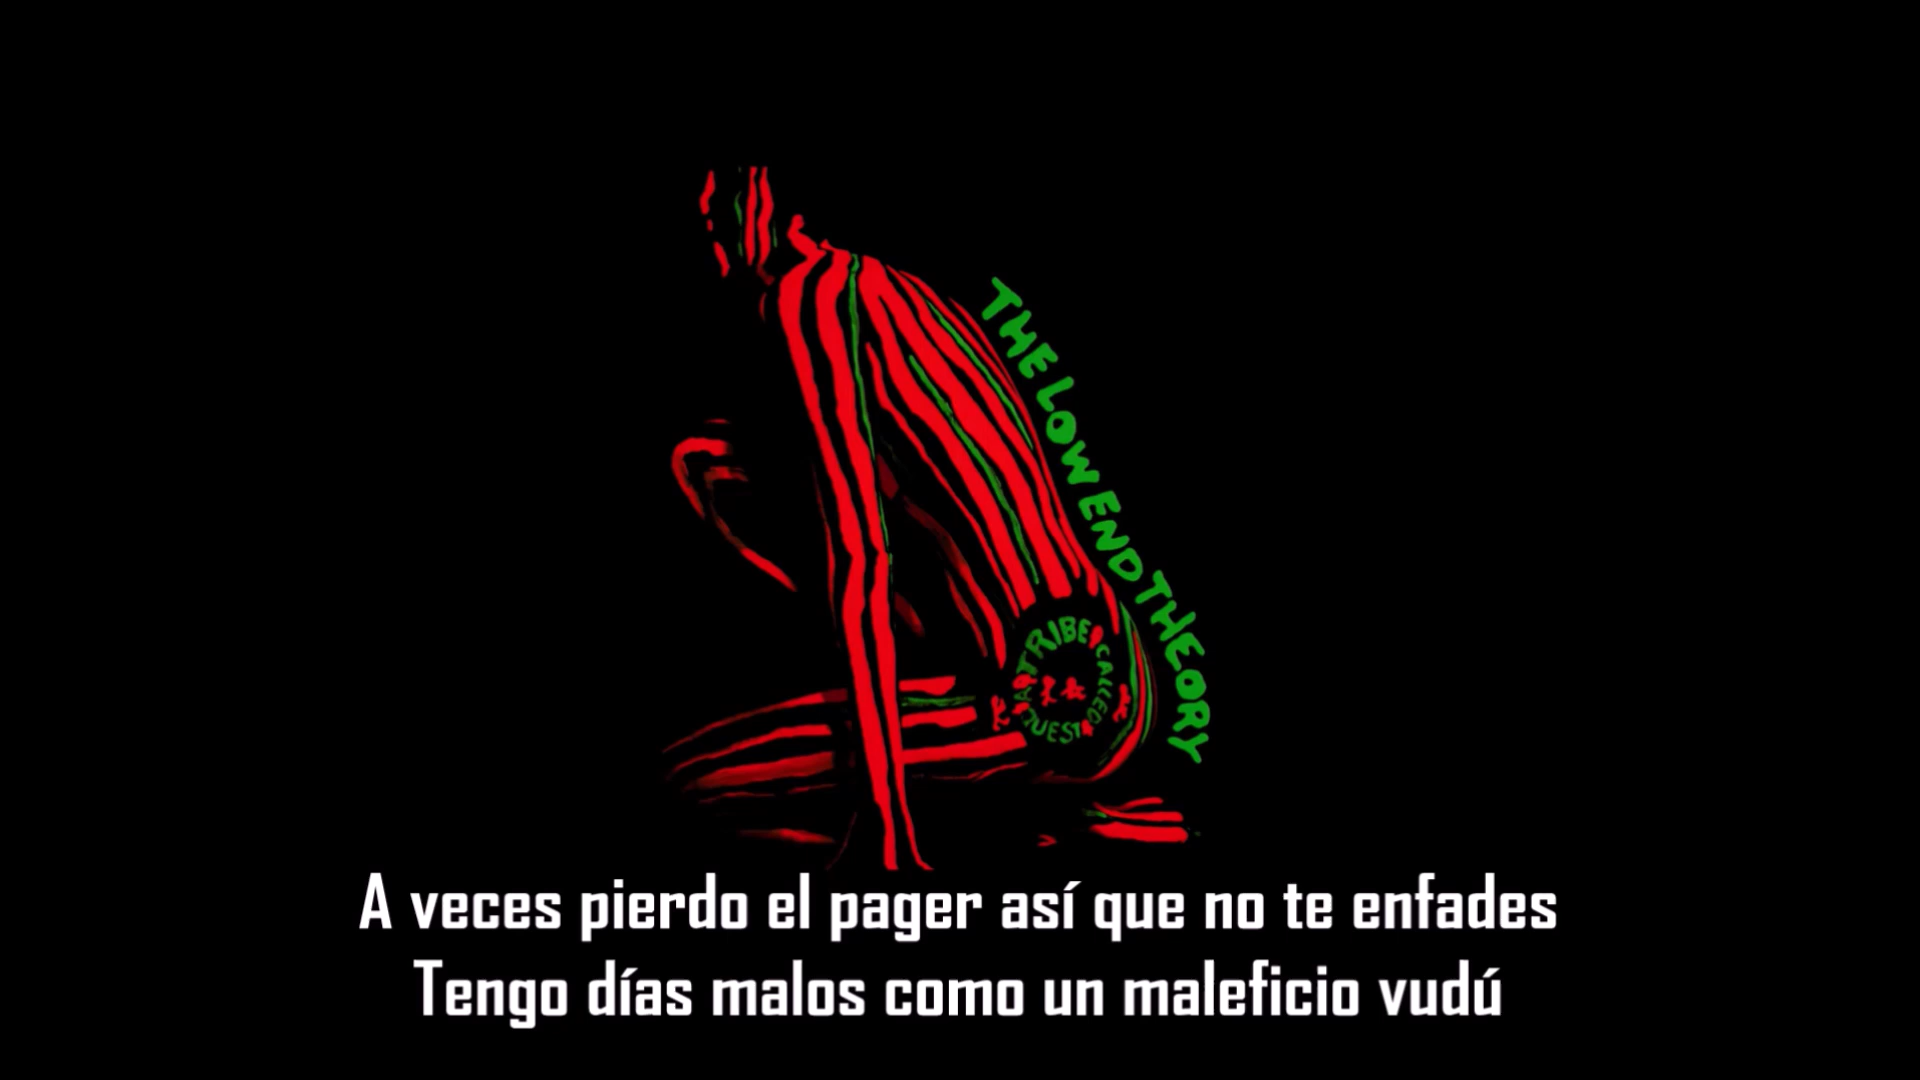 THE LOW END THEORY
A TRIBE CALLED QUEST
A veces pierdo el pager así que no te enfades
Tengo días malos como un maleficio vudú